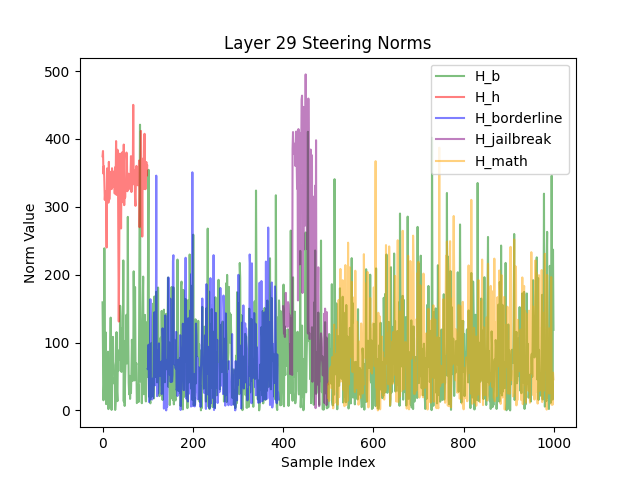 Layer 29 Steering Norms
500
400
300
200
100
0
Norm Value
0
200
400
600
800
1000
Sample Index
H_b
H_h
H_borderline
H_jailbreak
H_math